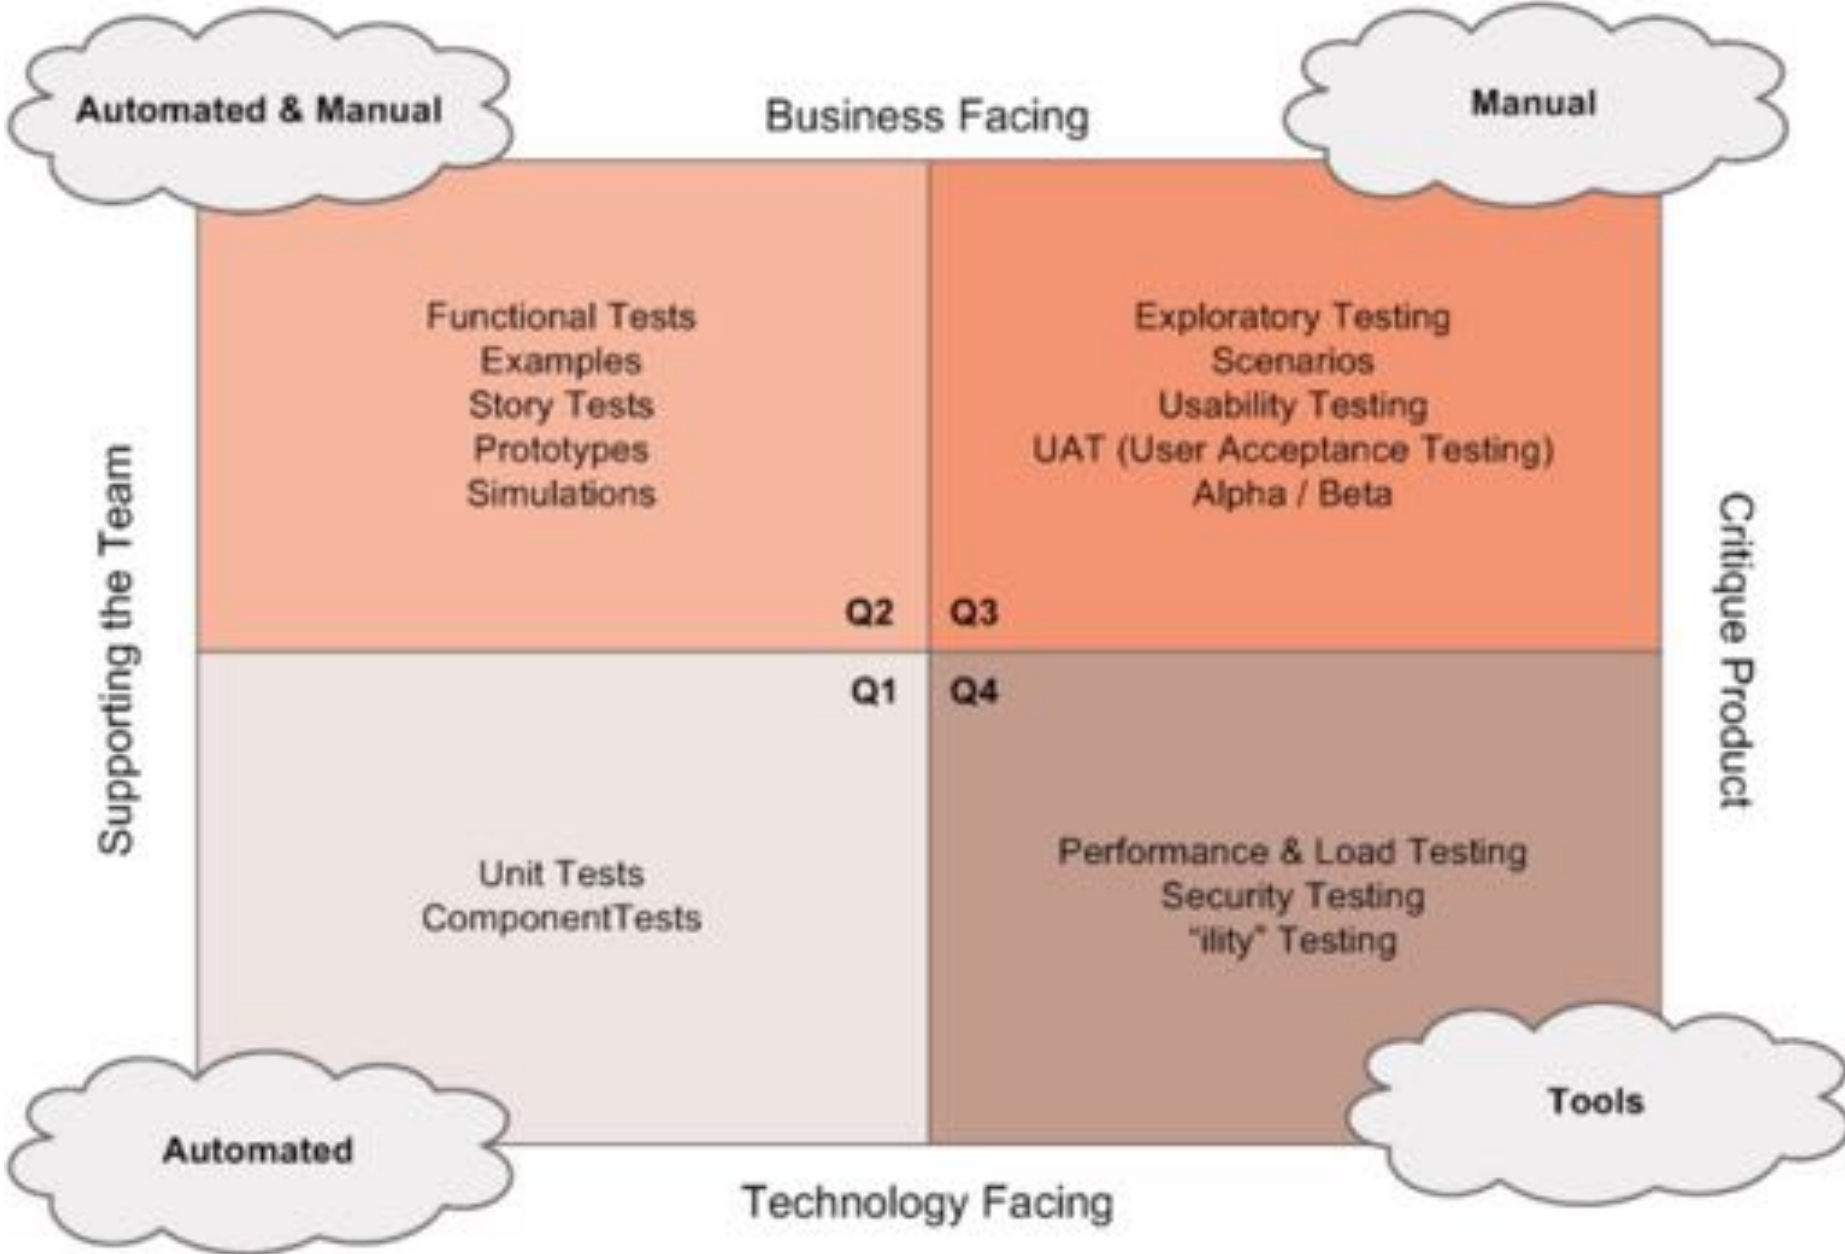 Automated & Manual
Business Facing
Manual
Functional Tests
Examples
Story Tests
Prototypes
Simulations
Q2
Exploratory Testing
Scenarios
Usability Testing
UAT (User Acceptance Testing)
Alpha / Beta
Q3
Supporting the Team
Critique Product
Q1
Unit Tests
ComponentTests
Q4
Performance & Load Testing
Security Testing
“ility” Testing
Automated
Technology Facing
Tools